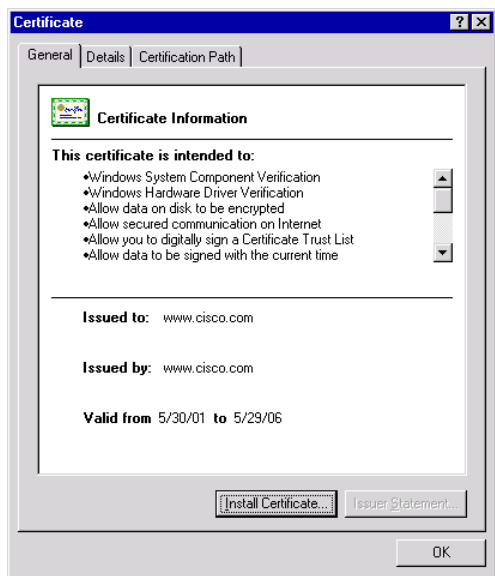 Certificate
General Details Certification Path
Certificate Information
This certificate is intended to:
•Windows System Component Verification
•Windows Hardware Driver Verification
•Allow data on disk to be encrypted
•Allow secured communication on Internet
•Allow you to digitally sign a Certificate Trust List
•Allow data to be signed with the current time
Issued to: www.cisco.com
Issued by: www.cisco.com
Valid from 5/30/01 to 5/29/06
Install Certificate... Issuer Statement...
OK